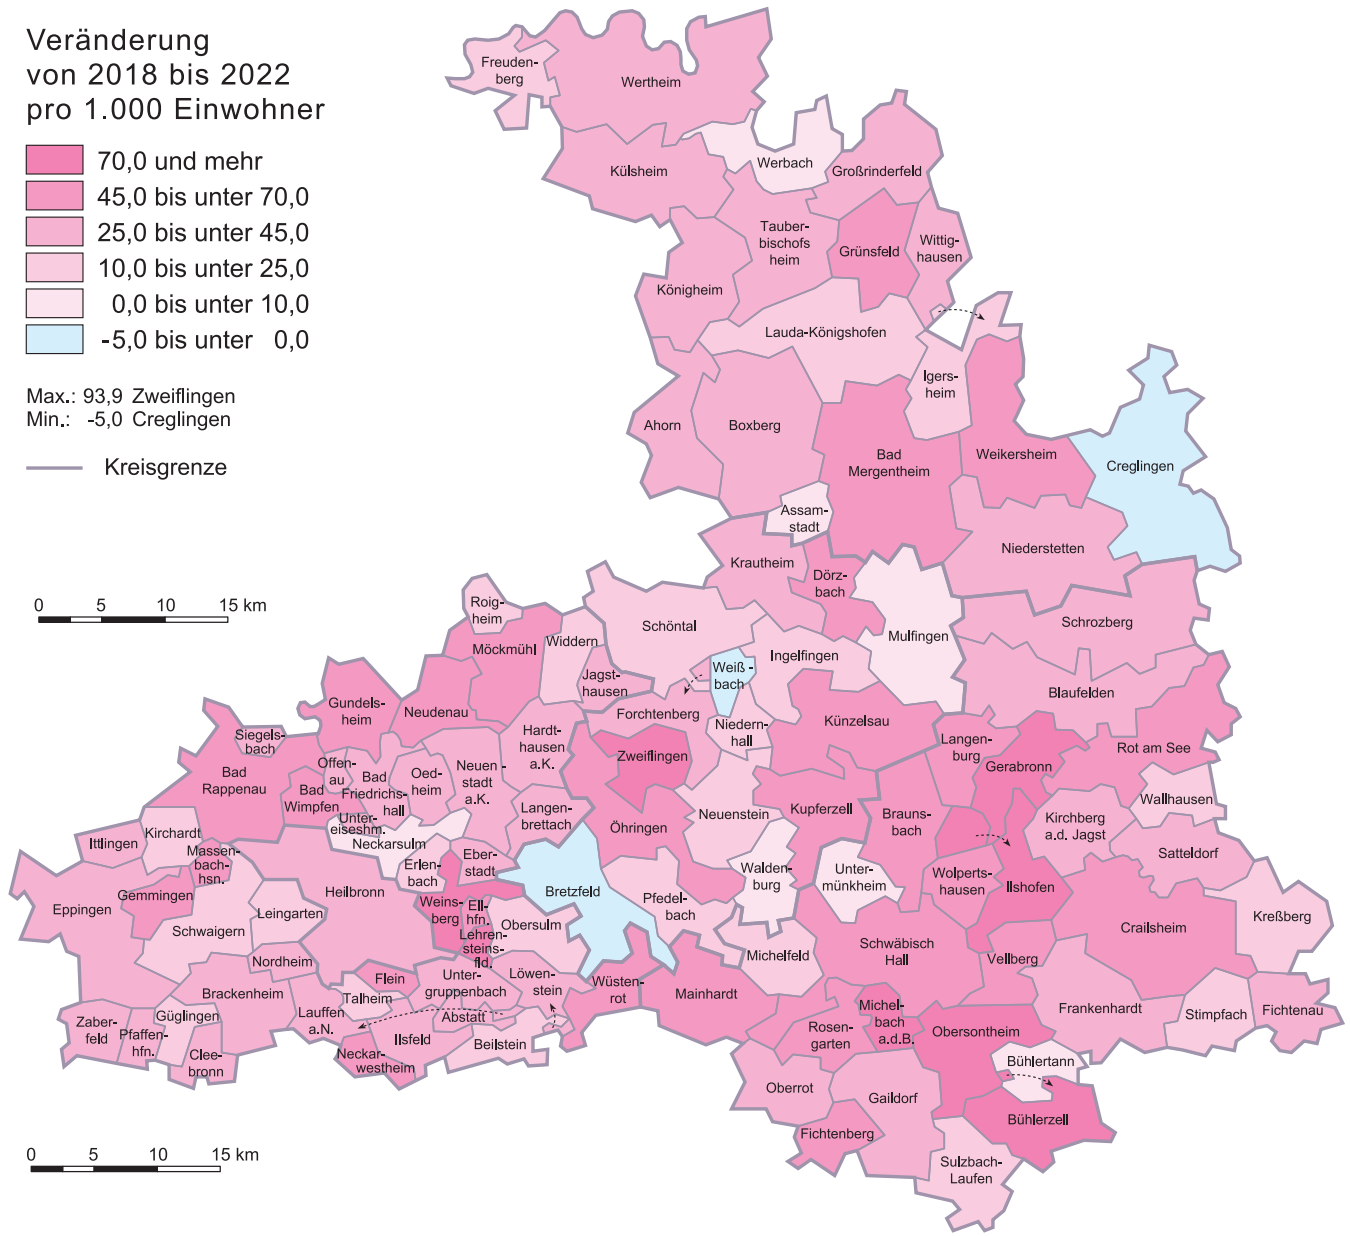 Veränderung
von 2018 bis 2022
pro 1.000 Einwohner
70,0 und mehr
45,0 bis unter 70,0
25,0 bis unter 45,0
10,0 bis unter 25,0
0,0 bis unter 10,0
-5,0 bis unter 0,0
Max.: 93,9 Zweiflingen
Min.: -5,0 Creglingen
Kreisgrenze
Freuden-
berg
Wertheim
Werbach
Külsheim
Großrinderfeld
Tauber-
bischofs
heim
Grünsfeld
Wittig-
hausen
Königheim
Lauda-Königshofen
Igers-
heim
Ahorn
Boxberg
Bad
Mergentheim
Weikersheim
Creglingen
Assam-
stadt
Niederstetten
Krautheim
Dörz-
bach
0 5 10 15 km
Roig-
heim
Schöntal
Mulfingen
Schrozberg
Möckmühl
Widdern
Ingelfingen
Jagst-
hausen
Weiß -
bach
Blaufelden
Gundels-
heim
Neudenau
Forchtenberg
Niedern-
hall
Künzelsau
Siegels-
bach
Hardt-
hausen
a.K.
Langen-
burg
Rot am See
Zweiflingen
Gerabronn
Bad
Rappenau
Offen-
au
Bad
Friedrichs-
hall
Oed-
heim
Neuen-
stadt
a.K.
Bad
Wimpfen
Wallhausen
Langen-
brettach
Neuenstein
Kupferzell
Brauns-
bach
Kirchberg
a.d. Jagst
Unter-
eiseshm.
Öhringen
Kirchardt
Ittlingen
Neckarsulm
Massen-
bach-
hsn.
Erlen-
bach
Eber-
stadt
Satteldorf
Walden-
burg
Unter-
münkheim
Wolperts-
hausen
Ilshofen
Gemmingen
Heilbronn
Bretzfeld
Eppingen
Pfedel-
bach
Weins-
berg
Ell-
hfn.
Leingarten
Obersulm
Kreßberg
Crailsheim
Schwaigern
Lehren-
steins-
fld.
Schwäbisch
Hall
Michelfeld
Vellberg
Nordheim
Flein
Unter-
gruppenbach
Löwen-
stein
Wüsten-
rot
Mainhardt
Brackenheim
Talheim
Lauffen
a.N.
Abstatt
Michel-
bach
a.d.B.
Frankenhardt
Stimpfach
Fichtenau
Zaber-
feld
Pfaffen-
hfn.
Güglingen
Rosen-
garten
Obersontheim
Ilsfeld
Beilstein
Clee-
bronn
Neckar-
westheim
Bühlertann
Oberrot
Gaildorf
Bühlerzell
Fichtenberg
0 5 10 15 km
Sulzbach-
Laufen